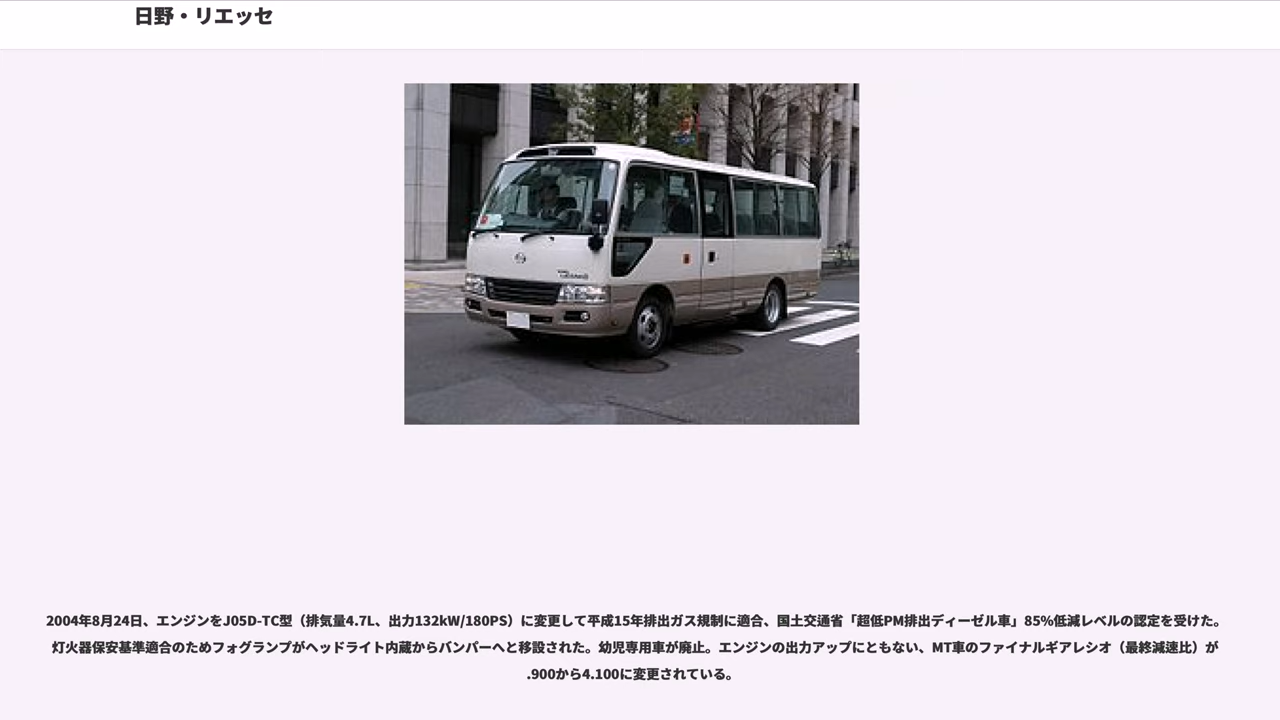 日野・リエッセ
2004年8月24日、エンジンをJ05D-TC型（排気量4.7L、出力132kW/180PS）に変更して平成15年排出ガス規制に適合、国土交通省「超低PM排出ディーゼル車」85%低減レベルの認定を受けた。
灯火器保安基準適合のためフォグランプがヘッドライト内蔵からバンパーへと移設された。幼児専用車が廃止。エンジンの出力アップにともない、MT車のファイナルギアレシオ（最終減速比）が
.900から4.100に変更されている。